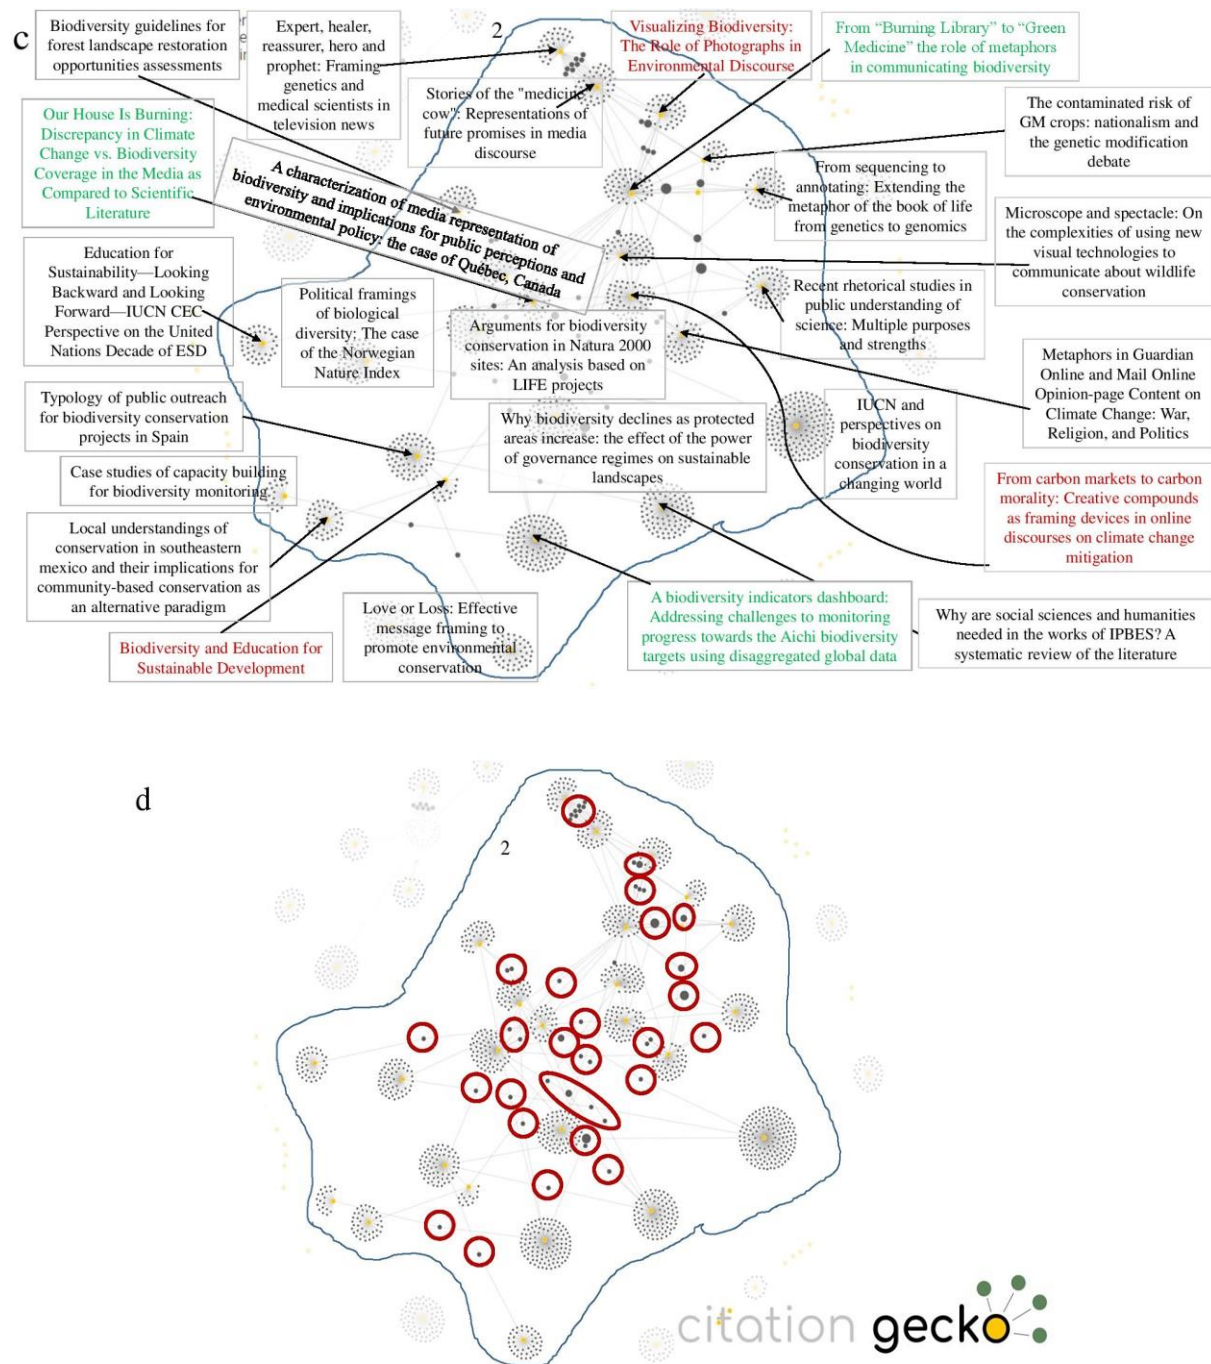 c
Biodiversity guidelines for
forest landscape restoration
opportunities assessments
Expert, healer,
reassurer, hero and
prophet: Framing
genetics and
medical scientists in
television news
2
Visualizing Biodiversity:
The Role of Photographs in
Environmental Discourse
From “Burning Library” to “Green
Medicine” the role of metaphors
in communicating biodiversity
Stories of the "medicine
cow": Representations of
future promises in media
discourse
The contaminated risk of
GM crops: nationalism and
the genetic modification
debate
Our House Is Burning:
Discrepancy in Climate
Change vs. Biodiversity
Coverage in the Media as
Compared to Scientific
Literature
A characterization of media representation of
biodiversity and implications for public perceptions and
environmental policy: the case of Québec, Canada
From sequencing to
annotating: Extending the
metaphor of the book of life
from genetics to genomics
Microscope and spectacle: On
the complexities of using new
visual technologies to
communicate about wildlife
conservation
Education for
Sustainability—Looking
Backward and Looking
Forward—IUCN CEC
Perspective on the United
Nations Decade of ESD
Political framings
of biological
diversity: The case
of the Norwegian
Nature Index
Arguments for biodiversity
conservation in Natura 2000
sites: An analysis based on
LIFE projects
Recent rhetorical studies in
public understanding of
science: Multiple purposes
and strengths
Metaphors in Guardian
Online and Mail Online
Opinion-page Content on
Climate Change: War,
Religion, and Politics
Typology of public outreach
for biodiversity conservation
projects in Spain
Why biodiversity declines as protected
areas increase: the effect of the power
of governance regimes on sustainable
landscapes
IUCN and
perspectives on
biodiversity
conservation in a
changing world
Case studies of capacity building
for biodiversity monitoring
From carbon markets to carbon
morality: Creative compounds
as framing devices in online
discourses on climate change
mitigation
Local understandings of
conservation in southeastern
mexico and their implications for
community-based conservation as
an alternative paradigm
Biodiversity and Education for
Sustainable Development
Love or Loss: Effective
message framing to
promote environmental
conservation
A biodiversity indicators dashboard:
Addressing challenges to monitoring
progress towards the Aichi biodiversity
targets using disaggregated global data
Why are social sciences and humanities
needed in the works of IPBES? A
systematic review of the literature
d
2
citation gecko